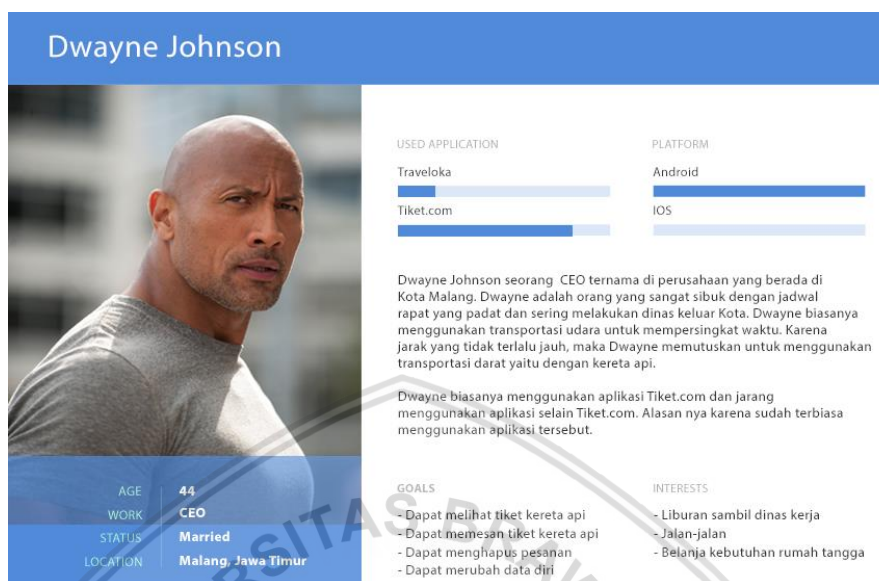 Dwayne Johnson
USED APPLICATION
Traveloka
Tiket.com
PLATFORM
Android
IOS
Dwayne Johnson seorang CEO ternama di perusahaan yang berada di
Kota Malang. Dwayne adalah orang yang sangat sibuk dengan jadwal
rapat yang padat dan sering melakukan dinas keluar Kota. Dwayne biasanya
menggunakan transportasi udara untuk mempersingkat waktu. Karena
jarak yang tidak terlalu jauh, maka Dwayne memutuskan untuk menggunakan
transportasi darat yaitu dengan kereta api.
Dwayne biasanya menggunakan aplikasi Tiket.com dan jarang
menggunakan aplikasi selain Tiket.com. Alasan nya karena sudah terbiasa
menggunakan aplikasi tersebut.
AGE 44
WORK CEO
STATUS Married
LOCATION Malang, Jawa Timur
GOALS
- Dapat melihat tiket kereta api
- Dapat memesan tiket kereta api
- Dapat menghapus pesanan
- Dapat merubah data diri
INTERESTS
- Liburan sambil dinas kerja
- Jalan-jalan
- Belanja kebutuhan rumah tangga
SITAS BRAW